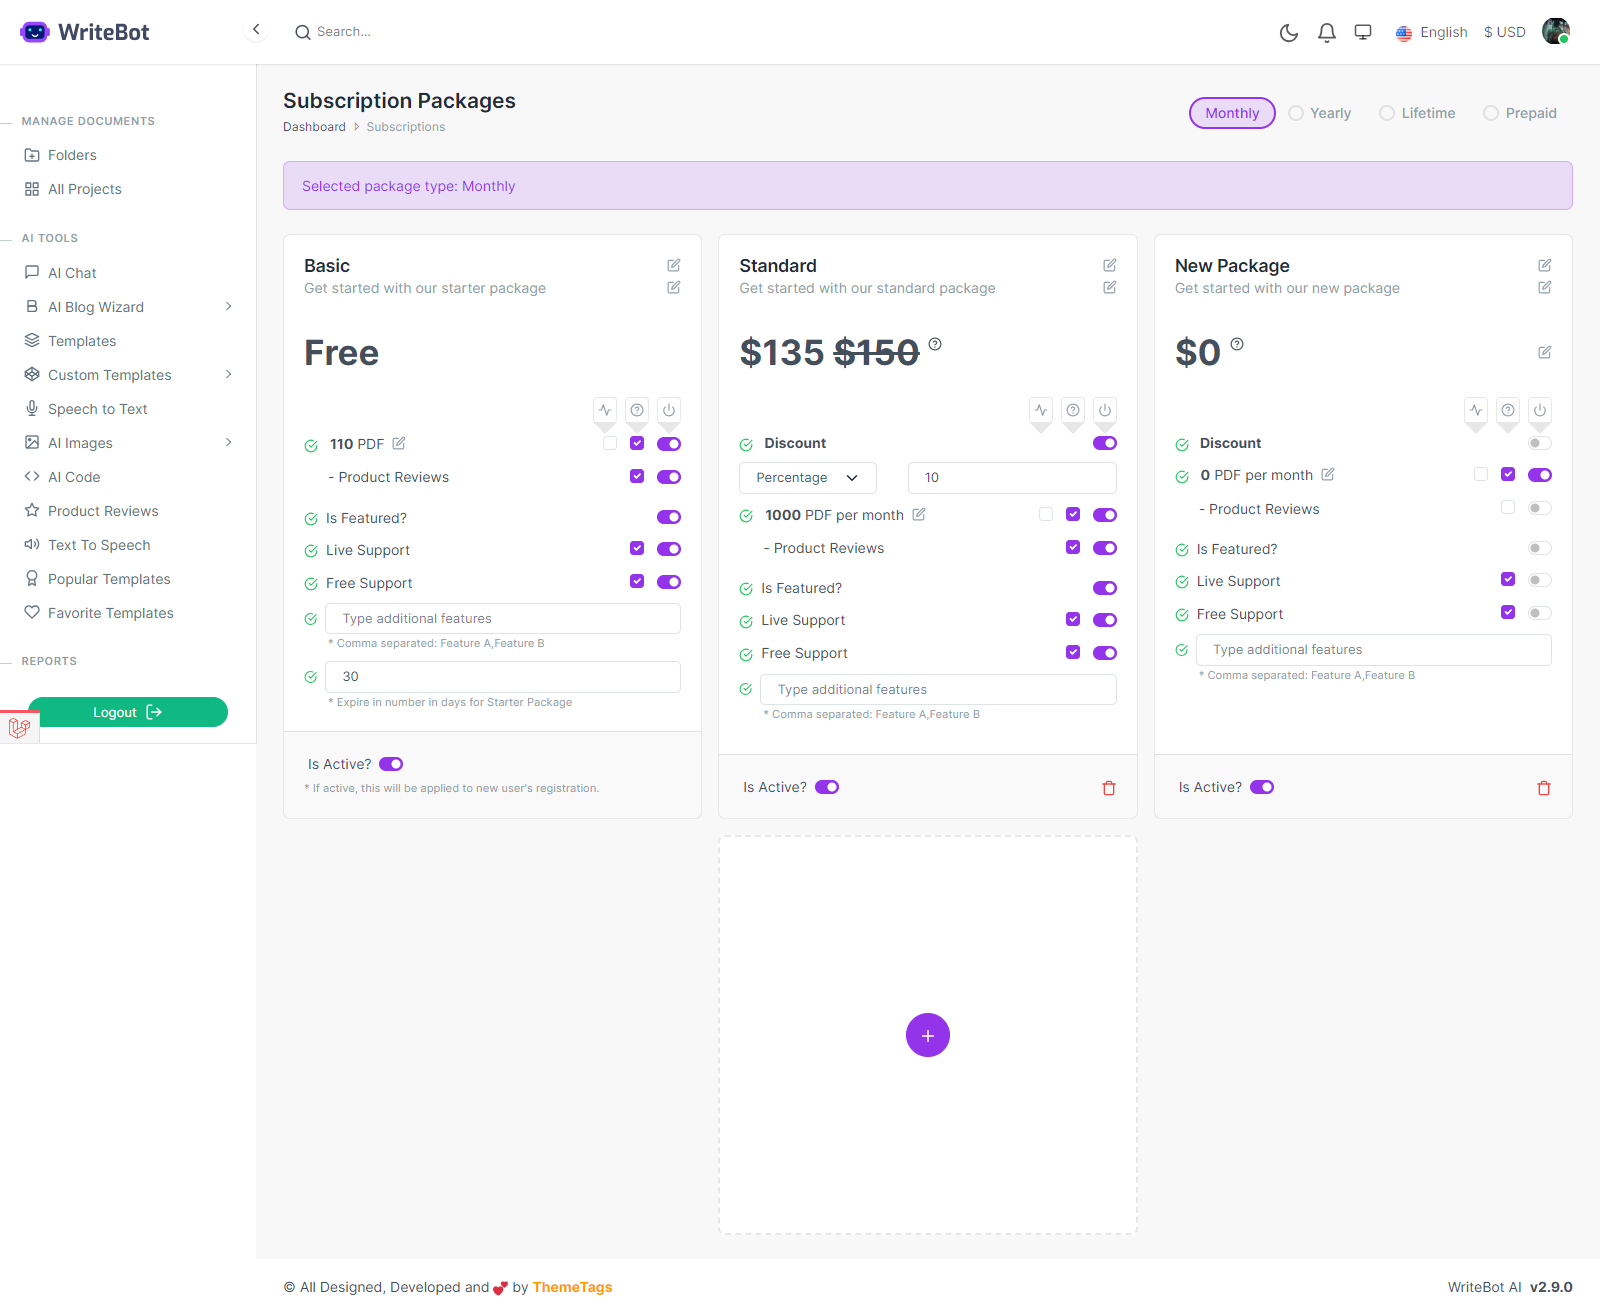 WriteBot
Search...
English
$ USD
MANAGE DOCUMENTS
Folders
All Projects
AI TOOLS
AI Chat
AI Blog Wizard
Templates
Custom Templates
Speech to Text
AI Images
AI Code
Product Reviews
Text To Speech
Popular Templates
Favorite Templates
REPORTS
Logout
Subscription Packages
Dashboard
Subscriptions
Monthly
Yearly
Lifetime
Prepaid
Selected package type: Monthly
Basic
Get started with our starter package
Free
110 PDF
- Product Reviews
Is Featured?
Live Support
Free Support
Type additional features
* Comma separated: Feature A,Feature B
30
* Expire in number in days for Starter Package
Is Active?
* If active, this will be applied to new user's registration.
Standard
Get started with our standard package
$135 $150
Discount
Percentage
10
1000 PDF per month
- Product Reviews
Is Featured?
Live Support
Free Support
Type additional features
* Comma separated: Feature A,Feature B
Is Active?
New Package
Get started with our new package
$0
Discount
0 PDF per month
- Product Reviews
Is Featured?
Live Support
Free Support
Type additional features
* Comma separated: Feature A,Feature B
Is Active?
© All Designed, Developed and 💕 by ThemeTags
WriteBot AI v2.9.0